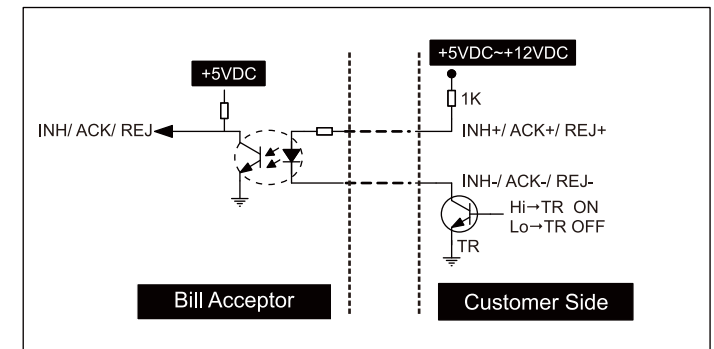 +5VDC~+12VDC
+5VDC
1K
INH/ ACK/ REJ
INH+/ ACK+/ REJ+
INH-/ ACK-/ REJ-
Hi→TR ON
Lo→TR OFF
TR
Bill Acceptor
Customer Side